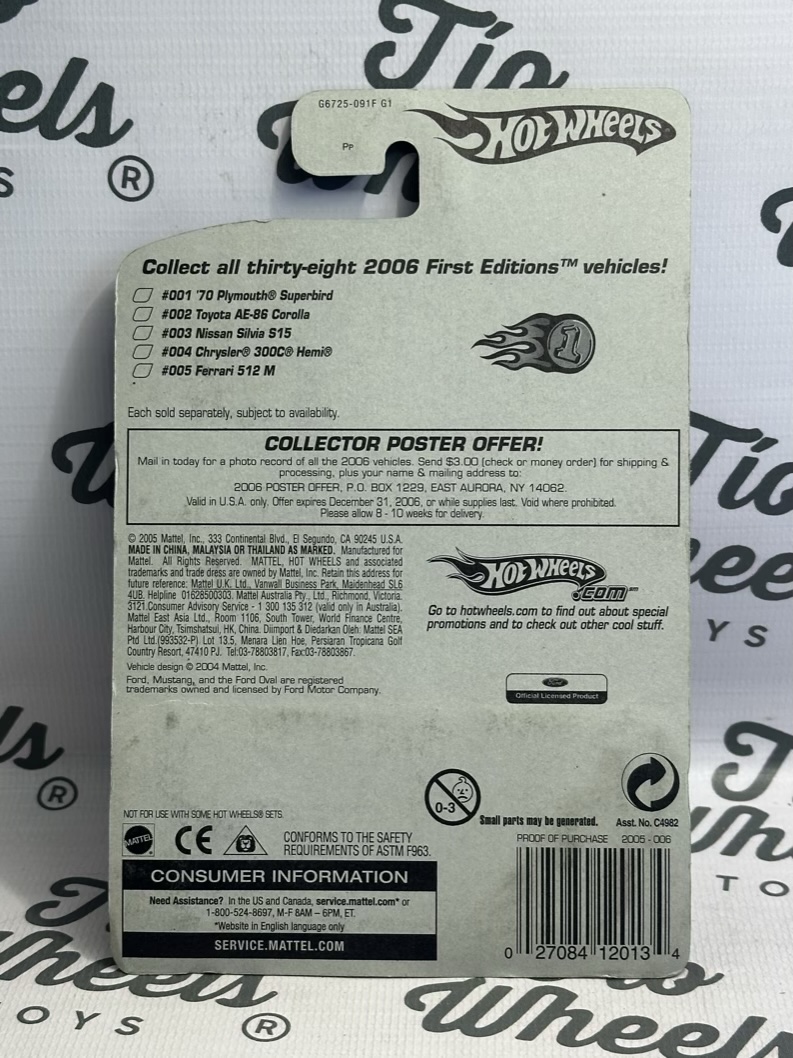 G6725-091F G1
PP
HOT WHEELS
Collect all thirty-eight 2006 First Editions™ vehicles!
#001 '70 Plymouth® Superbird
#002 Toyota AE-86 Corolla
#003 Nissan Silvia S15
#004 Chrysler® 300C® Hemi®
#005 Ferrari 512 M
1
Each sold separately, subject to availability.
COLLECTOR POSTER OFFER!
Mail in today for a photo record of all the 2006 vehicles. Send $3.00 (check or money order) for shipping &
processing, plus your name & mailing address to:
2006 POSTER OFFER, P.O. BOX 1229, EAST AURORA, NY 14062.
Valid in U.S.A. only. Offer expires December 31, 2006, or while supplies last. Void where prohibited.
Please allow 8 - 10 weeks for delivery.
© 2005 Mattel, Inc., 333 Continental Blvd., El Segundo, CA 90245 U.S.A.
MADE IN CHINA, MALAYSIA OR THAILAND AS MARKED. Manufactured for
Mattel. All Rights Reserved. MATTEL, HOT WHEELS and associated
trademarks and trade dress are owned by Mattel, Inc. Retain this address for
future reference: Mattel U.K. Ltd., Vanwall Business Park, Maidenhead SL6
4UB. Helpline 01628500303. Mattel Australia Pty., Ltd., Richmond, Victoria.
3121.Consumer Advisory Service - 1 300 135 312 (valid only in Australia).
Mattel East Asia Ltd., Room 1106, South Tower, World Finance Centre,
Harbour City, Tsimshatsui, HK, China. Diimport & Diedarkan Oleh: Mattel SEA
Ptd Ltd.(993532-P) Lot 13.5, Menara Lien Hoe, Persiaran Tropicana Golf
Country Resort, 47410 PJ. Tel:03-78803817, Fax:03-78803867.
Vehicle design © 2004 Mattel, Inc.
Ford, Mustang, and the Ford Oval are registered
trademarks owned and licensed by Ford Motor Company.
HOT WHEELS .COM℠
Go to hotwheels.com to find out about special
promotions and to check out other cool stuff.
Ford
Official Licensed Product
NOT FOR USE WITH SOME HOT WHEELS® SETS.
MATTEL CE
CONFORMS TO THE SAFETY
REQUIREMENTS OF ASTM F963.
0-3
Small parts may be generated.
Asst. No. C4982
PROOF OF PURCHASE 2005 - 006
CONSUMER INFORMATION
Need Assistance? In the US and Canada, service.mattel.com* or
1-800-524-8697, M-F 8AM – 6PM, ET.
*Website in English language only
SERVICE.MATTEL.COM
0 27084 12013 4
Tío
Wheels
TOYS ®